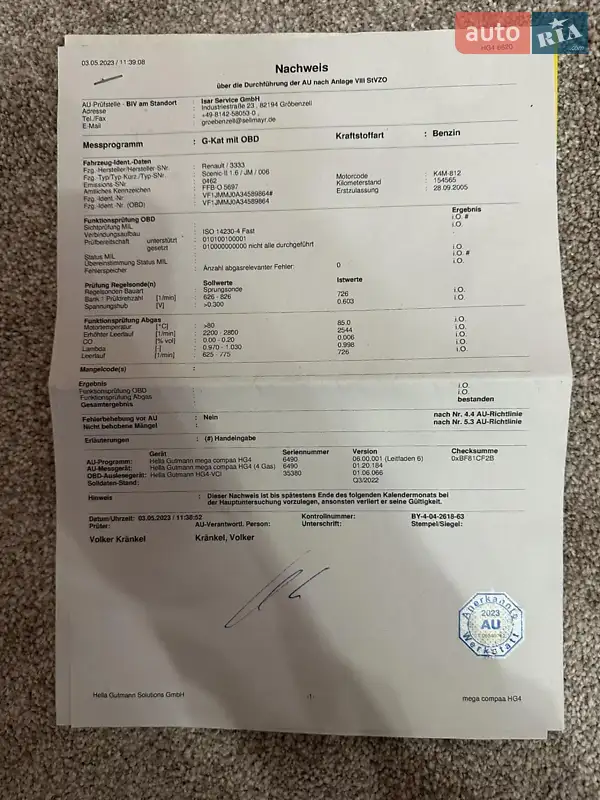 auto RIA .com
HG4 6620
03.05.2023 / 11:39.08
Nachweis
über die Durchführung der AU nach Anlage VIII StVZO
AU-Prüfstelle - BIV am Standort : Isar Service GmbH
Adresse : Industriestraße 23 , 82194 Gröbenzell
Tel./Fax : +49-8142-58053 0 ,
E-Mail : groebenzell@sellmayr.de
Messprogramm : G-Kat mit OBD Kraftstoffart : Benzin
Fahrzeug-Ident.-Daten
Fzg.-Hersteller/Hersteller-SNr. : Renault / 3333
Fzg.-Typ/Typ-Kurz./Typ-SNr. : Scenic II 1.6 / JM / 006 Motorcode : K4M-812
Emissions-SNr. : 0462 Kilometerstand : 154565
Amtliches Kennzeichen : FFB-O 5697 Erstzulassung : 28.09.2005
Fzg.-Ident.-Nr. : VF1JMMJ0A34589864#
Fzg.-Ident.-Nr. (OBD) : VF1JMMJ0A34589864
Funktionsprüfung OBD Ergebnis
Sichtprüfung MIL i.O. #
Verbindungsaufbau : ISO 14230-4 Fast i.O.
Prüfbereitschaft unterstützt : 010100100001
gesetzt : 010000000000 nicht alle durchgeführt
Status MIL : i.O.
Übereinstimmung Status MIL : i.O. #
Fehlerspeicher : Anzahl abgasrelevanter Fehler: 0 i.O.
Prüfung Regelsonde(n) Sollwerte Istwerte
Regelsonden Bauart : Sprungsonde
Bank 1 Prüfdrehzahl [1/min] : 626 - 826 726 i.O.
Spannungshub [V] : >0.300 0.603 i.O.
Funktionsprüfung Abgas
Motortemperatur [°C] : >80 85.0 i.O.
Erhöhter Leerlauf [1/min] : 2200 - 2800 2544 i.O.
CO [% vol] : 0.00 - 0.20 0.006 i.O.
Lambda [-] : 0.970 - 1.030 0.998 i.O.
Leerlauf [1/min] : 625 - 775 726 i.O.
Mangelcode(s) :
Ergebnis
Funktionsprüfung OBD : i.O.
Funktionsprüfung Abgas : i.O.
Gesamtergebnis : bestanden
Fehlerbehebung vor AU : Nein nach Nr. 4.4 AU-Richtlinie
Nicht behobene Mängel : nach Nr. 5.3 AU-Richtlinie
Erläuterungen : (#) Handeingabe
Gerät Seriennummer Version Checksumme
AU-Programm: Hella Gutmann mega compaa HG4 6490 06.00.001 (Leitfaden 6) 0xBF81CF2B
AU-Messgerät: Hella Gutmann mega compaa HG4 (4 Gas) 6490 01.20.184
OBD-Auslesegerät: Hella Gutmann HG4-VCI 35380 01.06.066
Solldaten-Stand: Q3/2022
Hinweis : Dieser Nachweis ist bis spätestens Ende des folgenden Kalendermonats bei
der Hauptuntersuchung vorzulegen, ansonsten verliert er seine Gültigkeit.
Datum/Uhrzeit: 03.05.2023 / 11:38:52 Kontrollnummer: BY-4-04-2618-63
Prüfer: AU-Verantwortl. Person: Unterschrift: Stempel/Siegel:
Volker Kränkel Kränkel, Volker
Anerkannte
2023
AU
Werkstatt
Hella Gutmann Solutions GmbH -1- mega compaa HG4